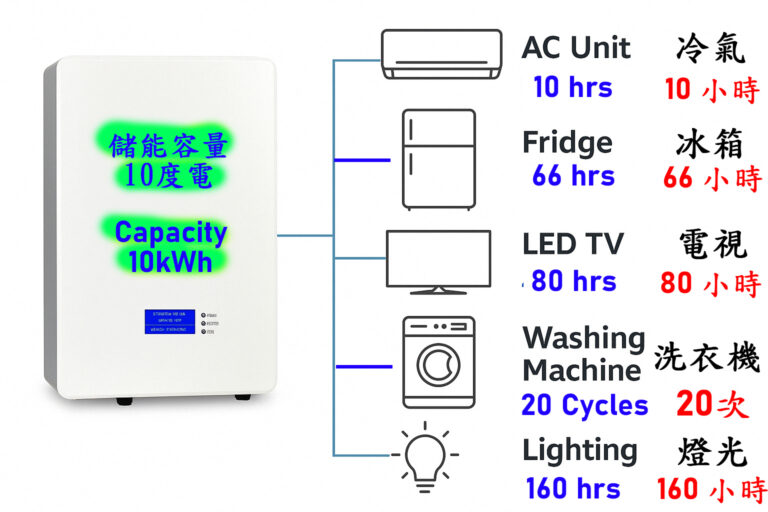 儲能容量
10度電
Capacity
10kWh
AC Unit 冷氣
10 hrs 10 小時
Fridge 冰箱
66 hrs 66 小時
LED TV 電視
80 hrs 80 小時
Washing
Machine 洗衣機
20 Cycles 20次
Lighting 燈光
160 hrs 160 小時